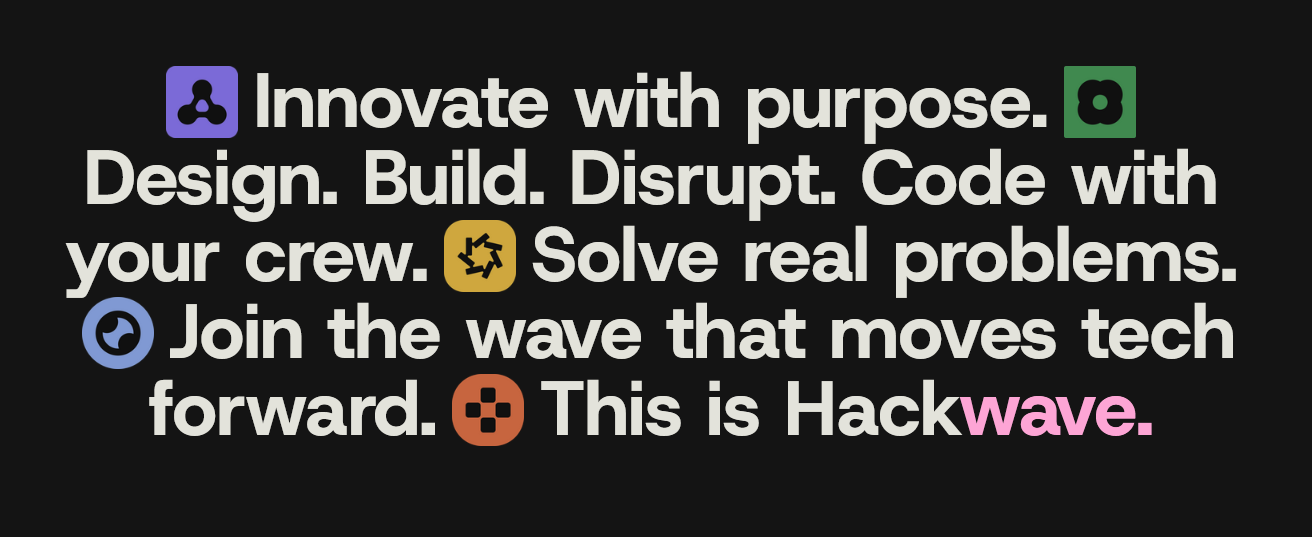 Innovate with purpose.
Design. Build. Disrupt. Code with
your crew. Solve real problems.
Join the wave that moves tech
forward. This is Hackwave.